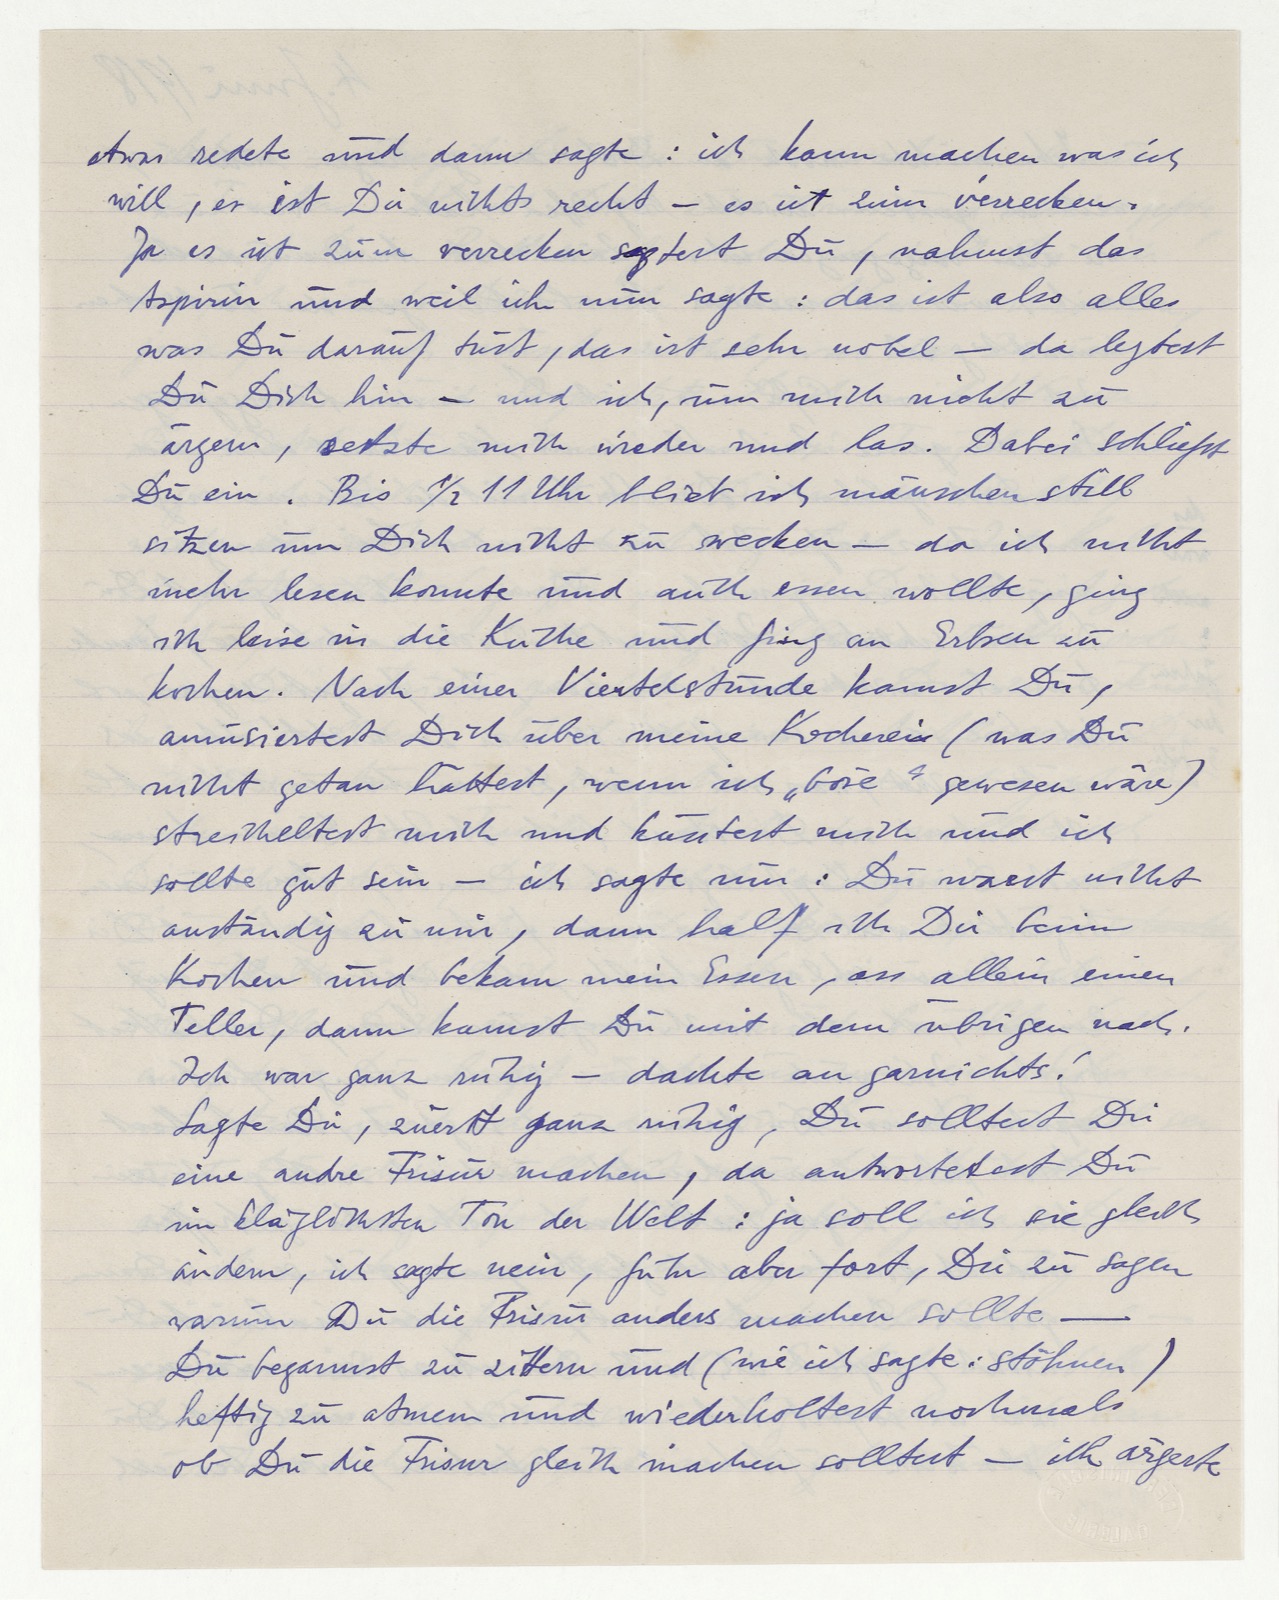 etwas redete und dann sagte : ich kann machen was ich
will, es ist Dir nichts recht – es ist zum verrecken.
Ja es ist zum verrecken sagtest Du, nahmst das
Aspirin und weil ich nun sagte : das ist also alles
was Du darauf tust, das ist sehr nobel – da legtest
Du Dich hin – und ich, um mich nicht zu
ärgern, setzte mich wieder und las. Dabei schliefst
Du ein. Bis 1/2 11 Uhr blieb ich mäuschen still
sitzen um Dich nicht zu wecken – da ich nicht
mehr lesen konnte und auch essen wollte, ging
ich leise in die Küche und fing an Erbsen zu
kochen. Nach einer Viertelstunde kamst Du,
amüsiertest Dich über meine Kocherei (was Du
nicht getan hättest, wenn ich „böse“ gewesen wäre)
streicheltest mich und küsstest mich und ich
sollte gut sein – ich sagte nur : Du warst nicht
anständig zu mir, dann half ich Dir beim
Kochen und bekam mein Essen, ass allein einen
Teller, dann kamst Du mit dem übrigen nach.
Ich war ganz ruhig – dachte an garnichts!
Sagte Dir, zuerst ganz ruhig, Du solltest Dir
eine andre Frisur machen, da antwortetest Du
im kläglichsten Ton der Welt : ja soll ich sie gleich
ändern, ich sagte nein, fuhr aber fort, Dir zu sagen
warum Du die Frisur anders machen sollte —
Du begannst zu zittern und (wie ich sagte : stöhnen)
heftig zu atmen und wiederholtest nochmals
ob Du die Frisur gleich machen solltest – ich ärgerte